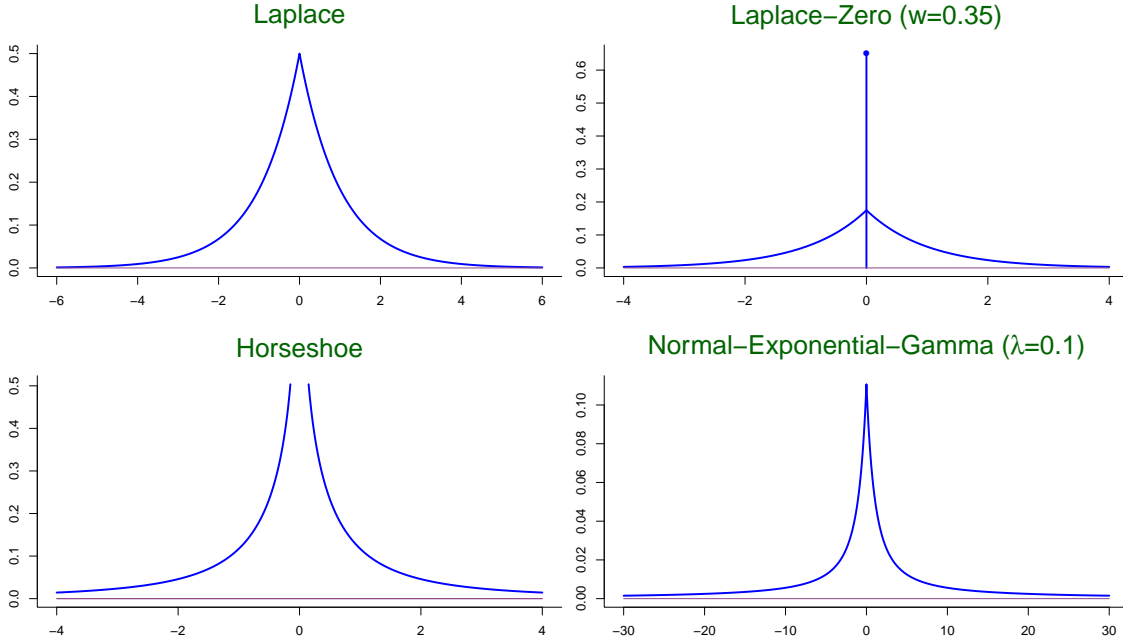 Laplace
0.0 0.1 0.2 0.3 0.4 0.5
−6 −4 −2 0 2 4 6
Laplace−Zero (w=0.35)
0.0 0.1 0.2 0.3 0.4 0.5 0.6
−4 −2 0 2 4
Horseshoe
0.0 0.1 0.2 0.3 0.4 0.5
−4 −2 0 2 4
Normal−Exponential−Gamma (λ=0.1)
0.00 0.02 0.04 0.06 0.08 0.10
−30 −20 −10 0 10 20 30